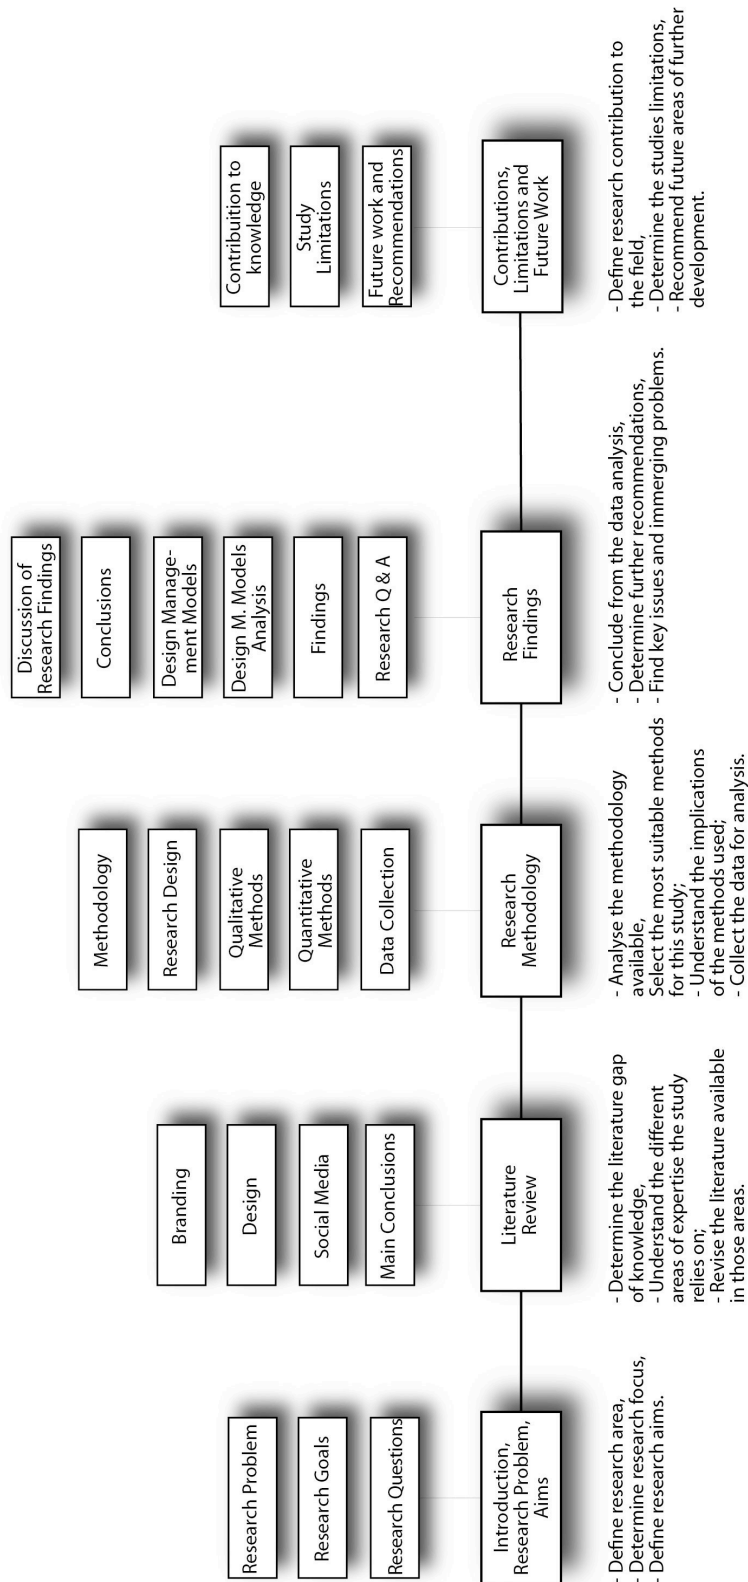 Research Problem
Research Goals
Research Questions
Introduction,
Research Problem,
Aims
- Define research area,
- Determine research focus,
- Define research aims.
Branding
Design
Social Media
Main Conclusions
Literature
Review
- Determine the literature gap
of knowledge,
- Understand the different
areas of expertise the study
relies on;
- Revise the literature available
in those areas.
Methodology
Research Design
Qualitative
Methods
Quantitative
Methods
Data Collection
Research
Methodology
- Analyse the methodology
available,
Select the most suitable methods
for this study;
- Understand the implications
of the methods used;
- Collect the data for analysis.
Discussion of
Research Findings
Conclusions
Design Manage-
ment Models
Design M. Models
Analysis
Findings
Research Q & A
Research
Findings
- Conclude from the data analysis,
- Determine further recommendations,
- Find key issues and immerging problems.
Contribuition to
knowledge
Study
Limitations
Future work and
Recommendations
Contributions,
Limitations and
Future Work
- Define research contribution to
the field,
- Determine the studies limitations,
- Recommend future areas of further
development.